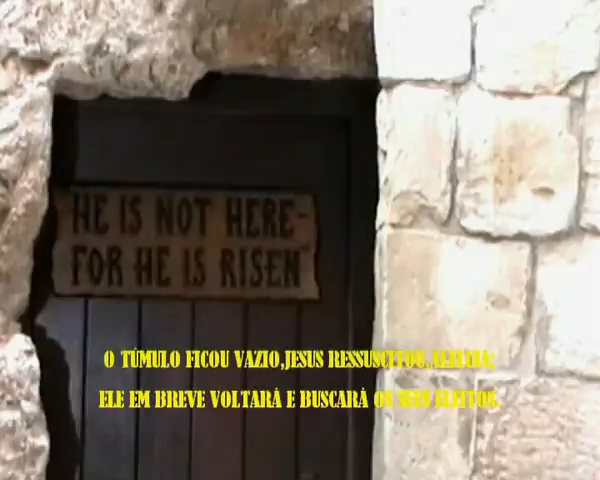 HE IS NOT HERE-
FOR HE IS RISEN
O TÚMULO FICOU VAZIO,JESUS RESSUSCITOU.ALELUIA;
ELE EM BREVE VOLTARÁ E BUSCARÁ OS SEUS ELEITOS.